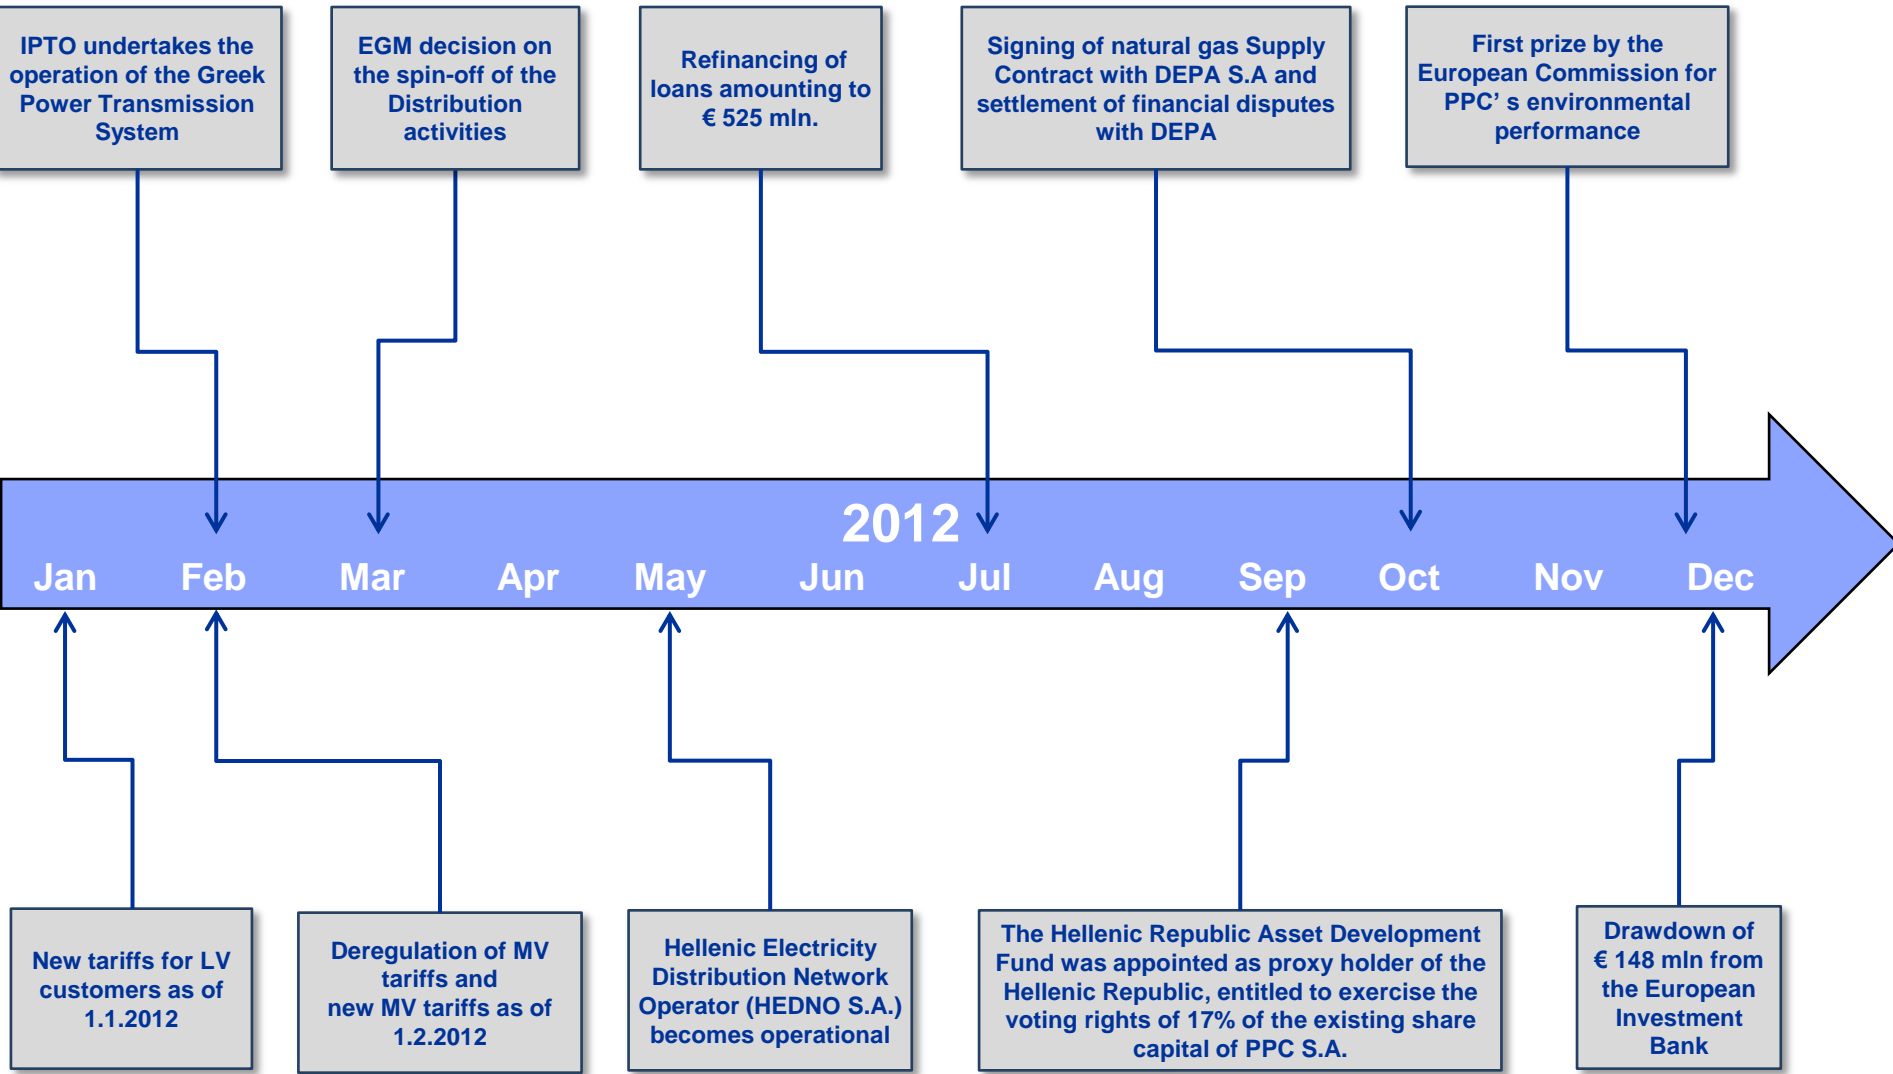 IPTO undertakes the
operation of the Greek
Power Transmission
System
EGM decision on
the spin-off of the
Distribution
activities
Refinancing of
loans amounting to
€ 525 mln.
Signing of natural gas Supply
Contract with DEPA S.A and
settlement of financial disputes
with DEPA
First prize by the
European Commission for
PPC’ s environmental
performance
2012
Jan Feb Mar Apr May Jun Jul Aug Sep Oct Nov Dec
New tariffs for LV
customers as of
1.1.2012
Deregulation of MV
tariffs and
new MV tariffs as of
1.2.2012
Hellenic Electricity
Distribution Network
Operator (HEDNO S.A.)
becomes operational
The Hellenic Republic Asset Development
Fund was appointed as proxy holder of the
Hellenic Republic, entitled to exercise the
voting rights of 17% of the existing share
capital of PPC S.A.
Drawdown of
€ 148 mln from
the European
Investment
Bank